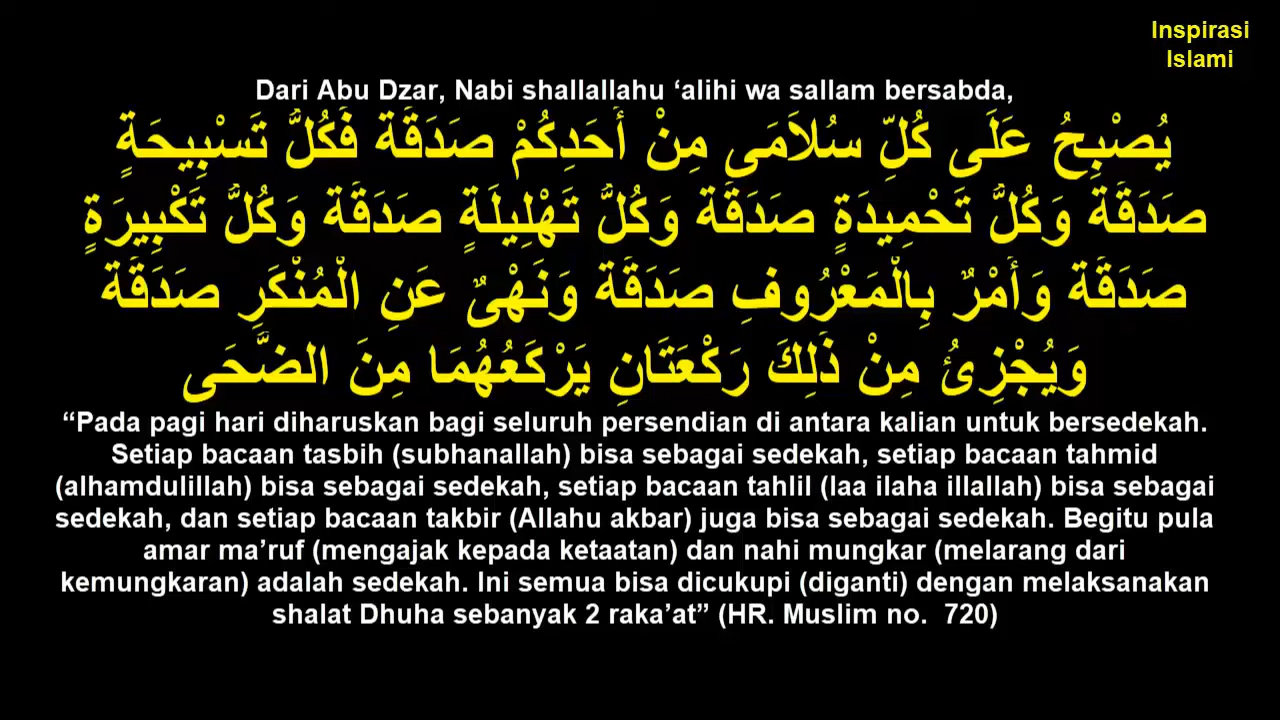 Inspirasi
Islami
Dari Abu Dzar, Nabi shallallahu ‘alihi wa sallam bersabda,
يُصْبِحُ عَلَى كُلِّ سُلاَمَى مِنْ أَحَدِكُمْ صَدَقَة فَكُلُّ تَسْبِيحَةٍ
صَدَقَة وَكُلُّ تَحْمِيدَةٍ صَدَقَة وَكُلُّ تَهْلِيلَةٍ صَدَقَة وَكُلُّ تَكْبِيرَةٍ
صَدَقَة وَأَمْرٌ بِالْمَعْرُوفِ صَدَقَة وَنَهْىٌ عَنِ الْمُنْكَرِ صَدَقَة
وَيُجْزِئُ مِنْ ذَلِكَ رَكْعَتَانِ يَرْكَعُهُمَا مِنَ الضُّحَى
“Pada pagi hari diharuskan bagi seluruh persendian di antara kalian untuk bersedekah.
Setiap bacaan tasbih (subhanallah) bisa sebagai sedekah, setiap bacaan tahmid
(alhamdulillah) bisa sebagai sedekah, setiap bacaan tahlil (laa ilaha illallah) bisa sebagai
sedekah, dan setiap bacaan takbir (Allahu akbar) juga bisa sebagai sedekah. Begitu pula
amar ma’ruf (mengajak kepada ketaatan) dan nahi mungkar (melarang dari
kemungkaran) adalah sedekah. Ini semua bisa dicukupi (diganti) dengan melaksanakan
shalat Dhuha sebanyak 2 raka’at” (HR. Muslim no.  720)